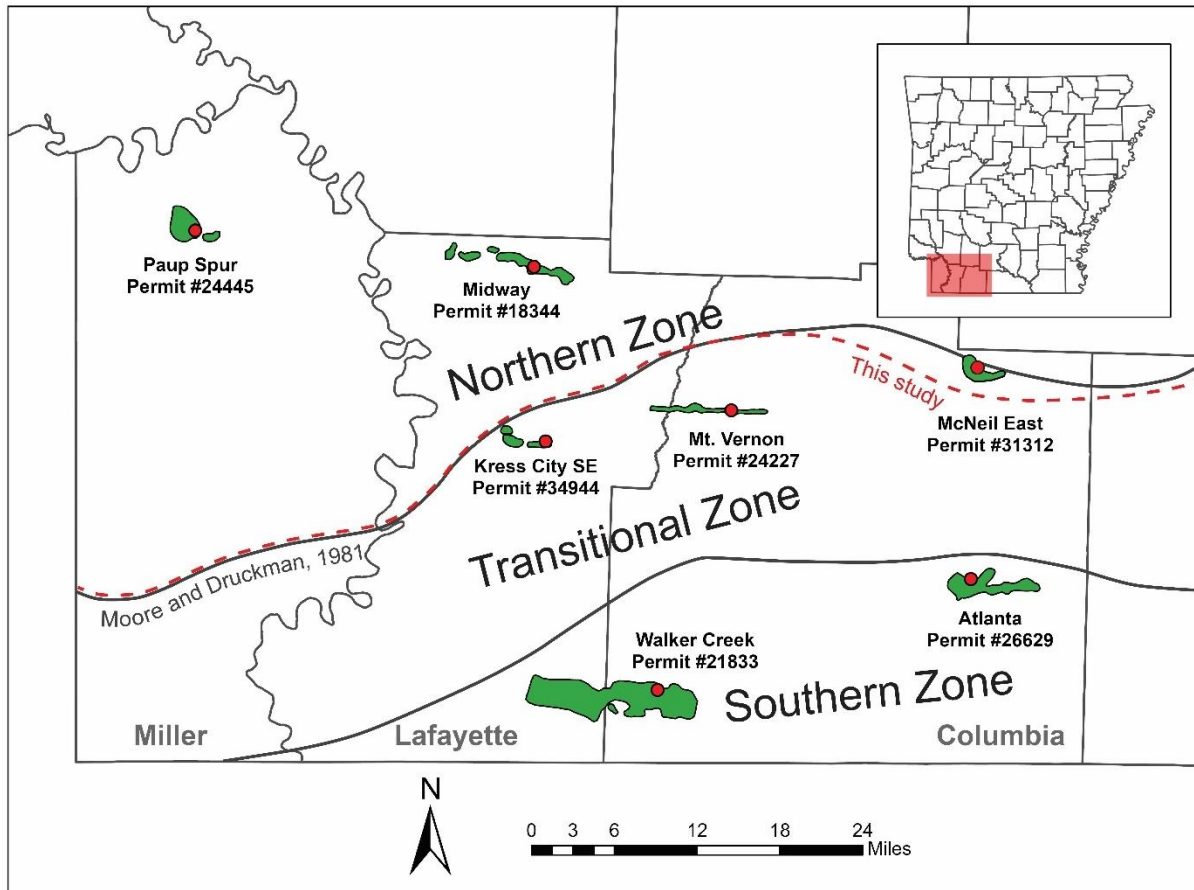 Paup Spur
Permit #24445
Midway
Permit #18344
Northern Zone
This study
McNeil East
Permit #31312
Mt. Vernon
Permit #24227
Kress City SE
Permit #34944
Transitional Zone
Moore and Druckman, 1981
Atlanta
Permit #26629
Walker Creek
Permit #21833
Southern Zone
Miller
Lafayette
Columbia
N
0 3 6 12 18 24
Miles